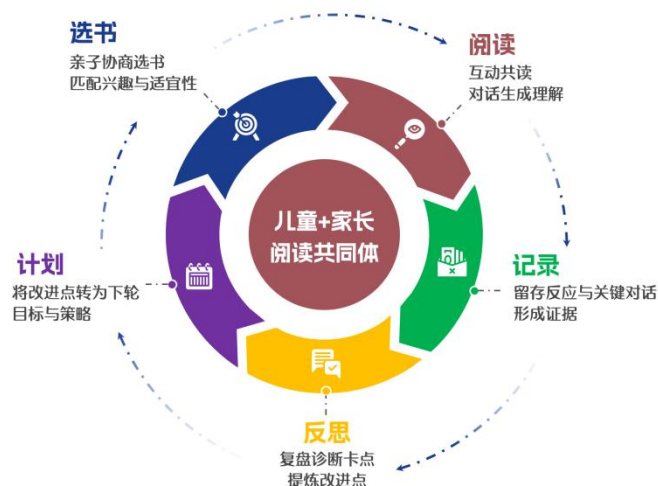 选书
亲子协商选书
匹配兴趣与适宜性
阅读
互动共读
对话生成理解
儿童+家长
阅读共同体
记录
留存反应与关键对话
形成证据
反思
复盘诊断卡点
提炼改进点
计划
将改进点转为下轮
目标与策略